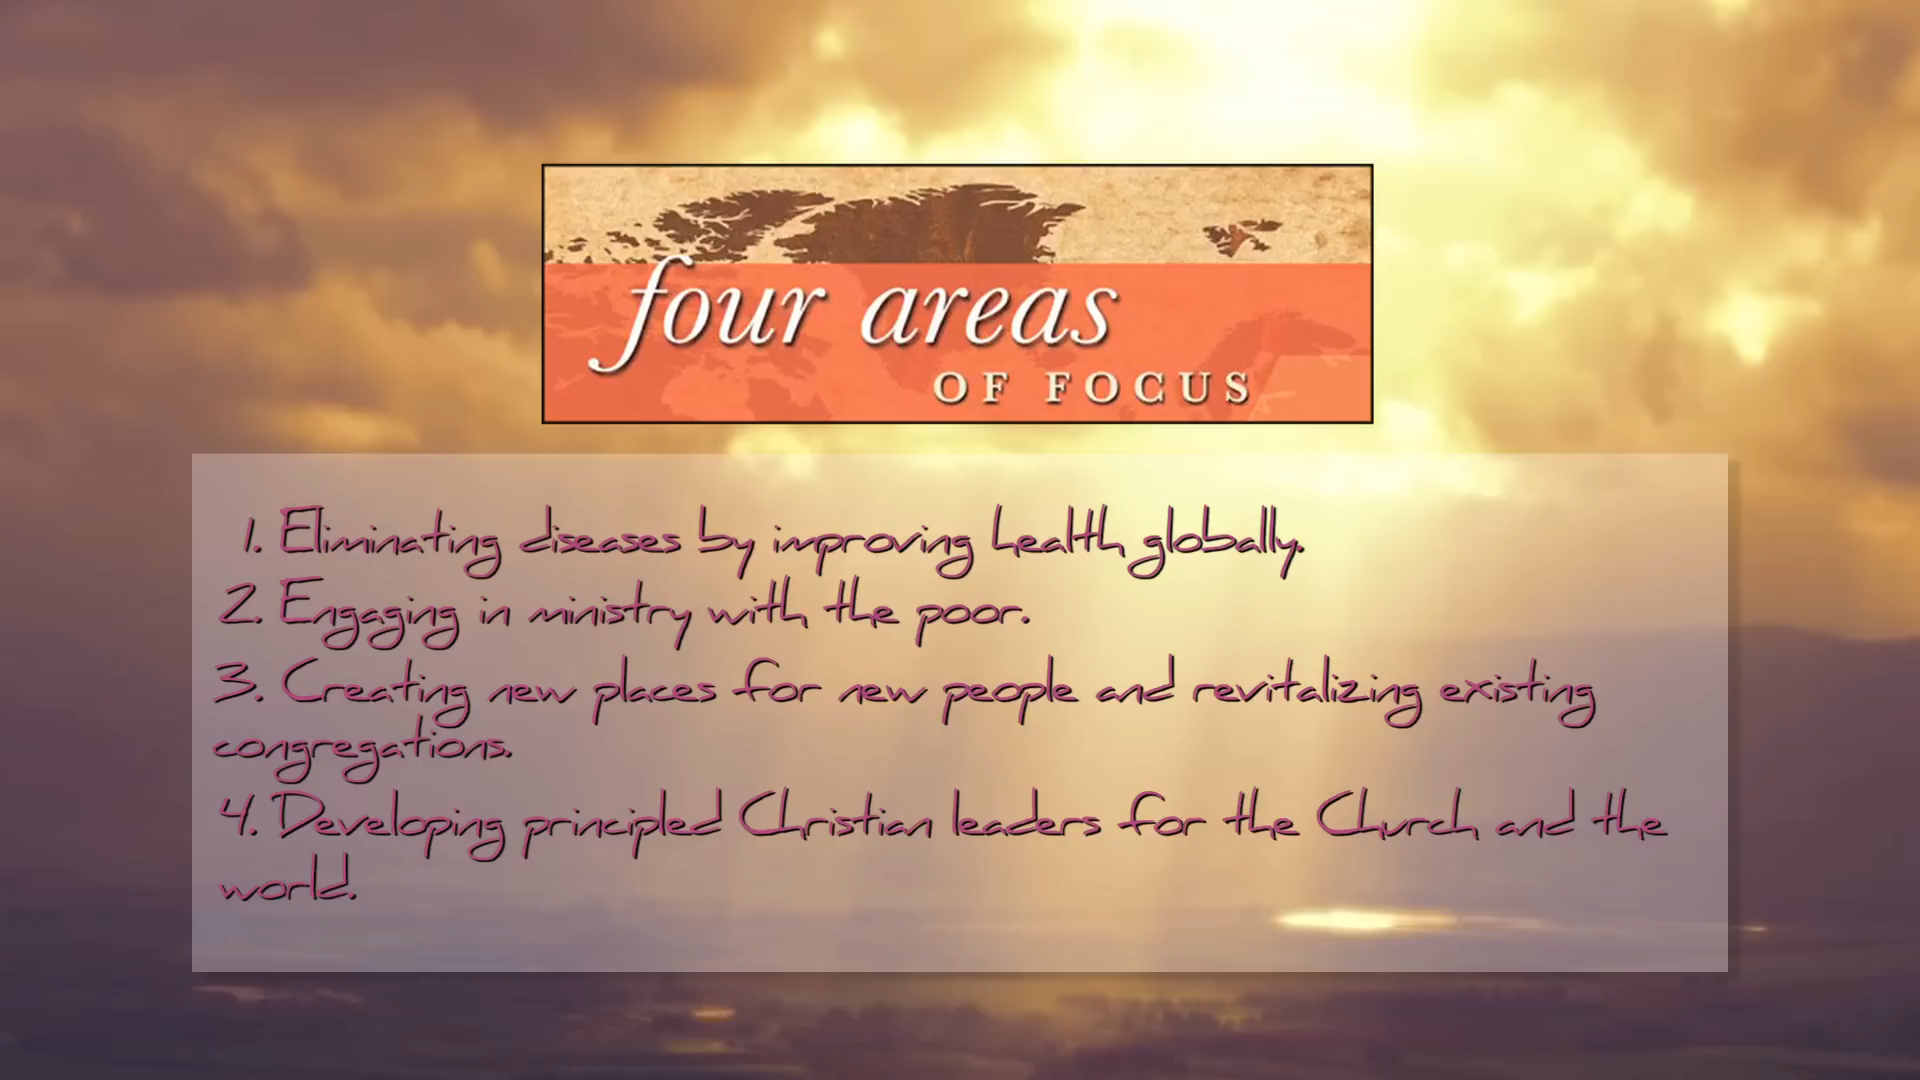 four areas
OF FOCUS
1. Eliminating diseases by improving health globally.
2. Engaging in ministry with the poor.
3. Creating new places for new people and revitalizing existing
congregations.
4. Developing principled Christian leaders for the Church and the
world.